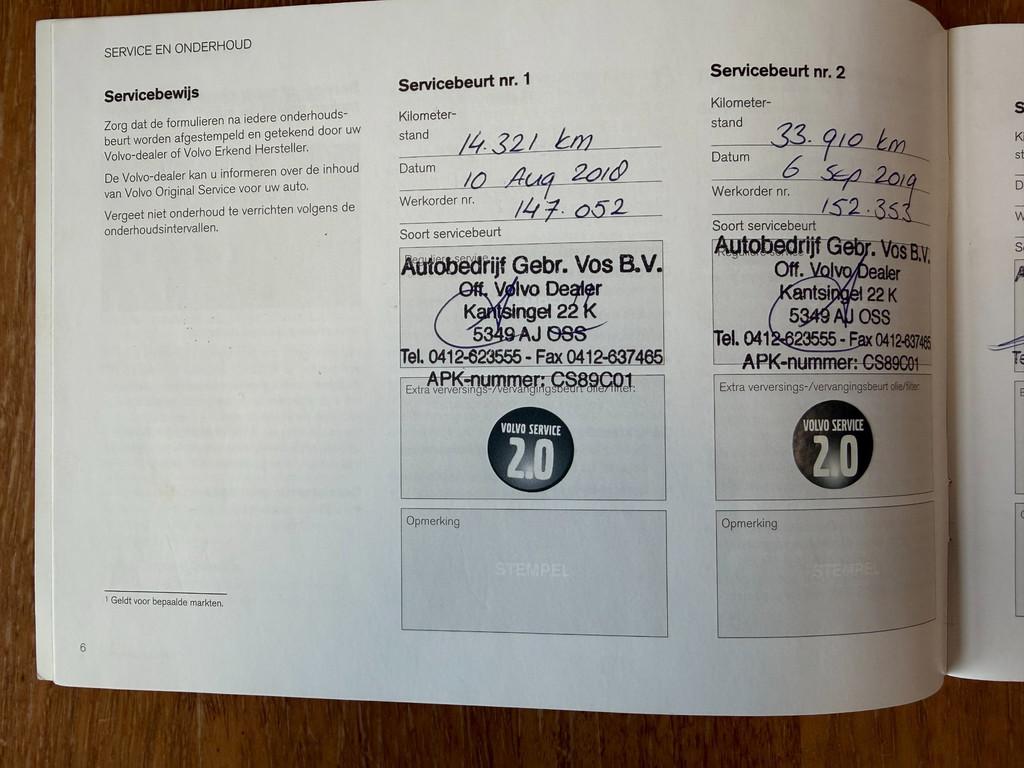 SERVICE EN ONDERHOUD
Servicebewijs
Zorg dat de formulieren na iedere onderhouds-
beurt worden afgestempeld en getekend door uw
Volvo-dealer of Volvo Erkend Hersteller.
De Volvo-dealer kan u informeren over de inhoud
van Volvo Original Service voor uw auto.
Vergeet niet onderhoud te verrichten volgens de
onderhoudsintervallen.
1 Geldt voor bepaalde markten.
6
Servicebeurt nr. 1
Kilometer-
stand 14.321 km
Datum 10 Aug 2018
Werkorder nr. 147.052
Soort servicebeurt
Reguliere service
Autobedrijf Gebr. Vos B.V.
Off. Volvo Dealer
Kantsingel 22 K
5349 AJ OSS
Tel. 0412-623555 - Fax 0412-637465
APK-nummer: CS89C01
Extra verversings-/vervangingsbeurt olie/filter:
VOLVO SERVICE
2.0
Opmerking
STEMPEL
Servicebeurt nr. 2
Kilometer-
stand 33.910 km
Datum 6 Sep 2019
Werkorder nr. 152.353
Soort servicebeurt
Reguliere service
Autobedrijf Gebr. Vos B.V.
Off. Volvo Dealer
Kantsingel 22 K
5349 AJ OSS
Tel. 0412-623555 - Fax 0412-637465
APK-nummer: CS89C01
Extra verversings-/vervangingsbeurt olie/filter:
VOLVO SERVICE
2.0
Opmerking
STEMPEL